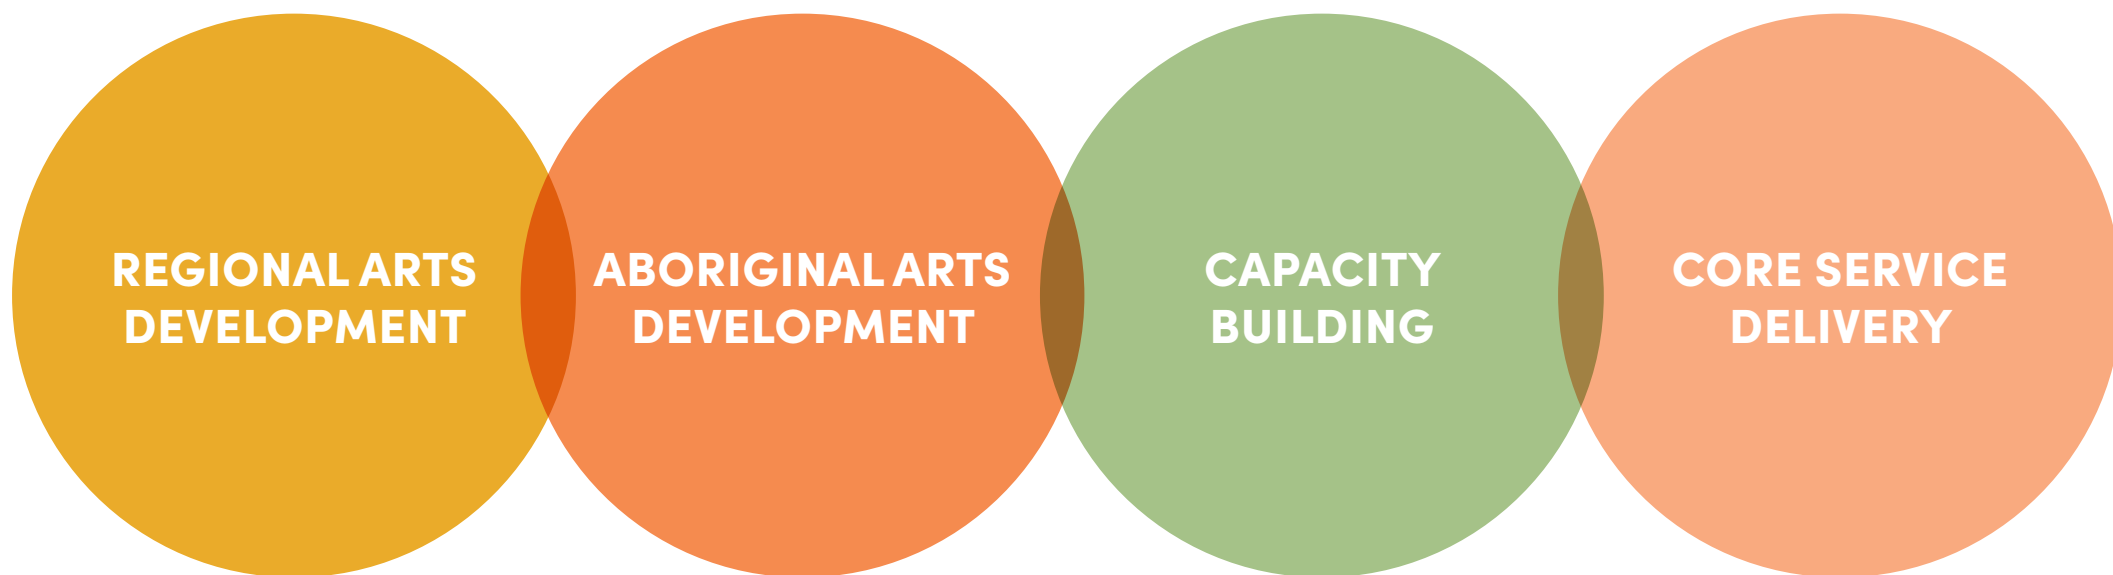 REGIONAL ARTS
DEVELOPMENT
ABORIGINAL ARTS
DEVELOPMENT
CAPACITY
BUILDING
CORE SERVICE
DELIVERY